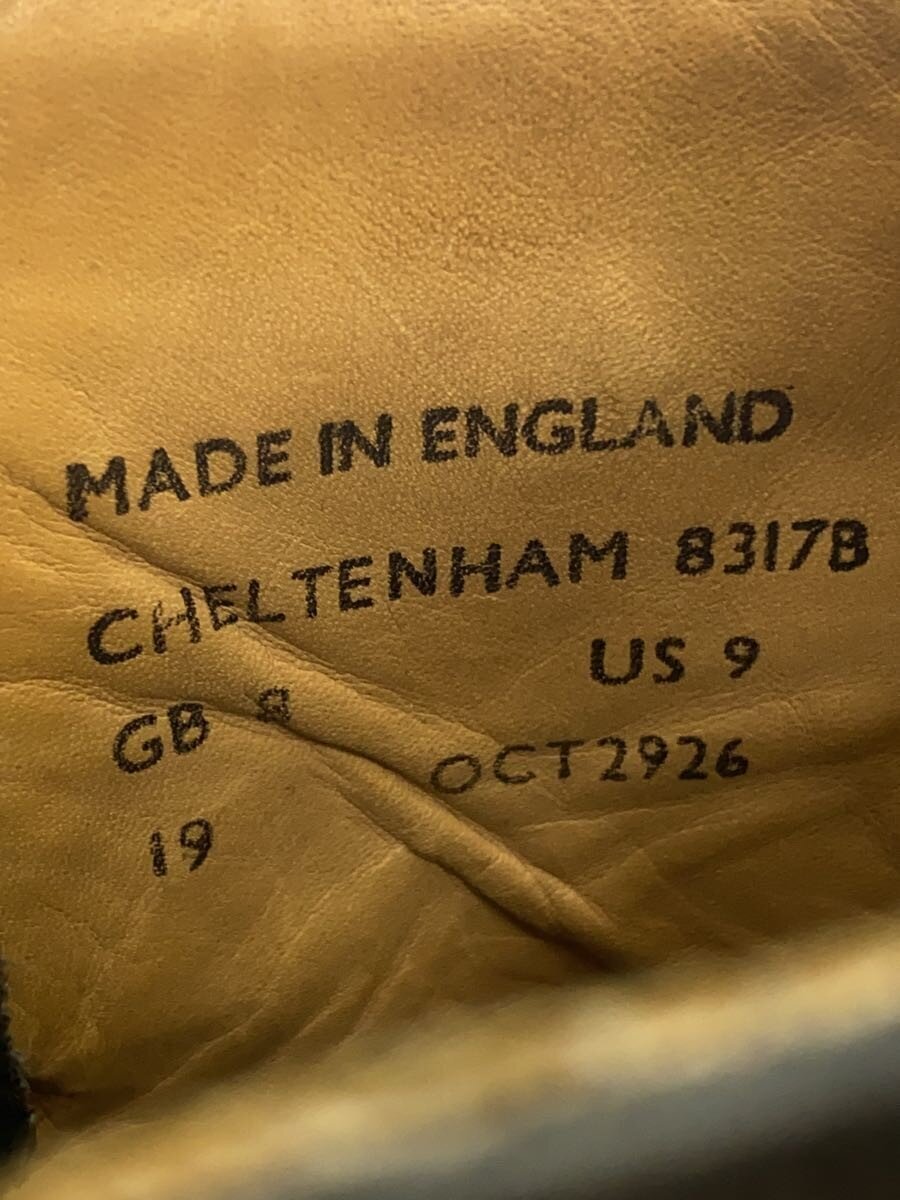 MADE IN ENGLAND
CHELTENHAM 8317B
GB 8 US 9
19 OCT2926